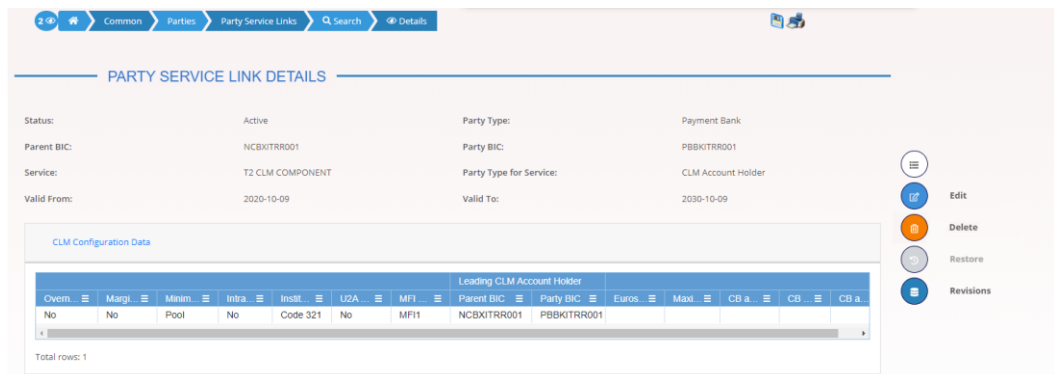 2 Common Parties Party Service Links Search Details
PARTY SERVICE LINK DETAILS
Status: Active Party Type: Payment Bank
Parent BIC: NCBXITRR001 Party BIC: PBBKITRR001
Service: T2 CLM COMPONENT Party Type for Service: CLM Account Holder
Valid From: 2020-10-09 Valid To: 2030-10-09
Edit
Delete
Restore
Revisions
CLM Configuration Data
Leading CLM Account Holder
Overn... Margi... Minim... Intra... Instit... U2A ... MFI ... Parent BIC Party BIC Euros... Maxi... CB a... CB ... CB a...
No No Pool No Code 321 No MFI1 NCBXITRR001 PBBKITRR001
Total rows: 1